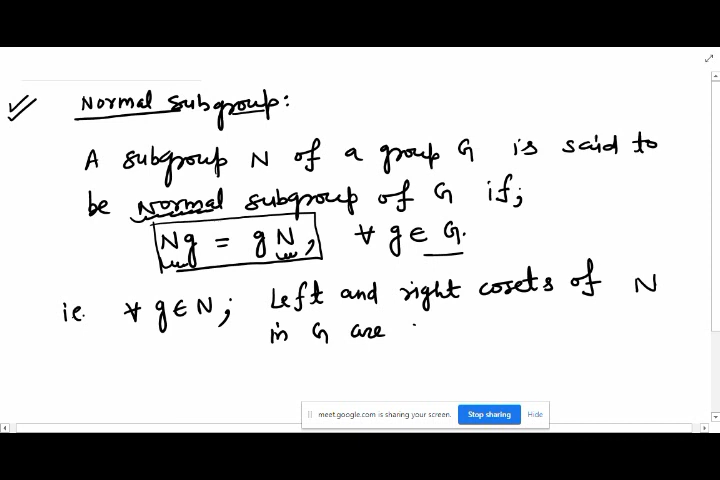 Normal subgroup:
A subgroup N of a group G is said to
be Normal subgroup of G if;
Ng = gN, ∀ g ∈ G.
ie. ∀ g ∈ N; Left and right cosets of N
in G are
meet.google.com is sharing your screen. Stop sharing Hide